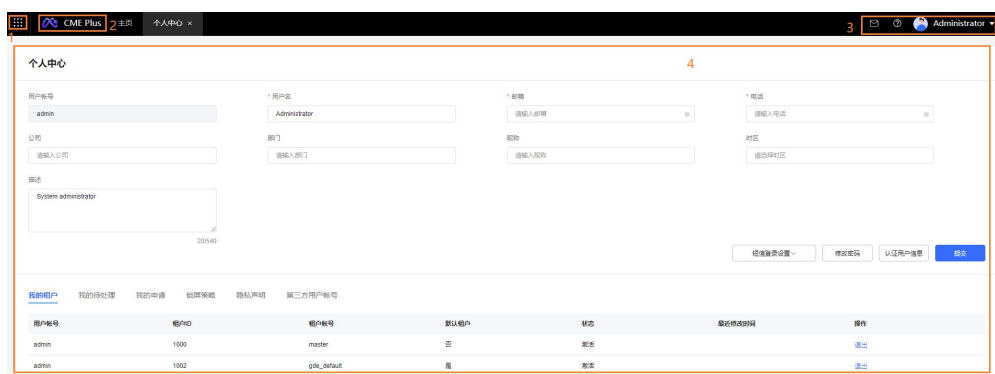 CME Plus 2 主页 个人中心 × 3 Administrator
1
个人中心 4
用户帐号 * 用户名 * 邮箱 * 电话
admin Administrator 请输入邮箱 请输入电话
公司 部门 昵称 时区
请输入公司 请输入部门 请输入昵称 请选择时区
描述
System administrator
20/540
短信登录设置 修改密码 认证用户信息 提交
我的租户 我的待处理 我的申请 锁屏策略 隐私声明 第三方用户帐号
用户帐号 租户ID 租户帐号 默认租户 状态 最近修改时间 操作
admin 1000 master 否 激活 退出
admin 1002 gde_default 是 激活 退出